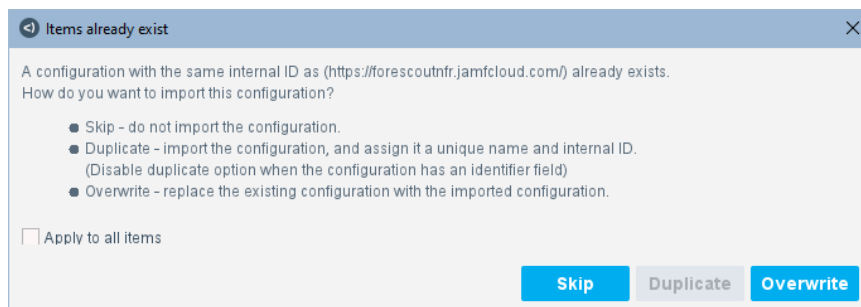 Items already exist
A configuration with the same internal ID as (https://forescoutnfr.jamfcloud.com/) already exists.
How do you want to import this configuration?
Skip – do not import the configuration.
Duplicate – import the configuration, and assign it a unique name and internal ID.
(Disable duplicate option when the configuration has an identifier field)
Overwrite – replace the existing configuration with the imported configuration.
Apply to all items
Skip Duplicate Overwrite